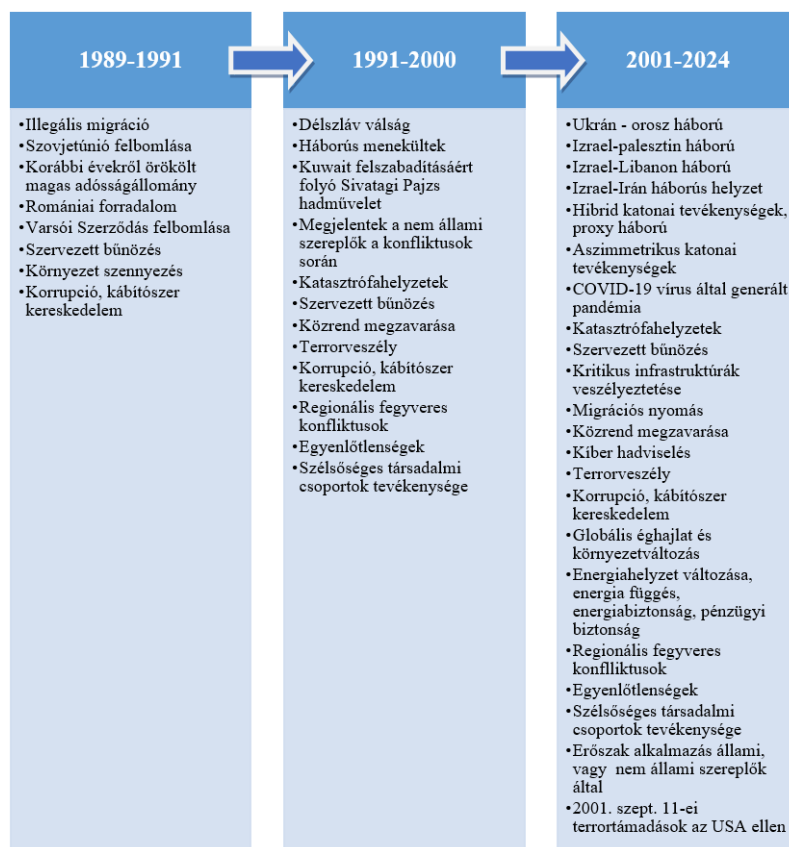 1989-1991
•Illegális migráció
•Szovjetúnió felbomlása
•Korábbi évekről örökölt
magas adósságállomány
•Romániai forradalom
•Varsói Szerződás felbomlása
•Szervezett bűnözés
•Környezet szennyezés
•Korrupció, kábítószer
kereskedelem
1991-2000
•Délszláv válság
•Háborús menekültek
•Kuwait felszabadításáért
folyó Sivatagi Pajzs
hadművelet
•Megjelentek a nem állami
szereplők a konfliktusok
során
•Katasztrófahelyzetek
•Szervezett bűnözés
•Közrend megzavarása
•Terrorveszély
•Korrupció, kábítószer
kereskedelem
•Regionális fegyveres
konfliktusok
•Egyenlőtlenségek
•Szélsőséges társadalmi
csoportok tevékenysége
2001-2024
•Ukrán - orosz háború
•Izrael-palesztin háború
•Izrael-Libanon háború
•Izrael-Irán háborús helyzet
•Hibrid katonai tevékenységek,
proxy háború
•Aszimmetrikus katonai
tevékenységek
•COVID-19 vírus által generált
pandémia
•Katasztrófahelyzetek
•Szervezett bűnözés
•Kritikus infrastruktúrák
veszélyeztetése
•Migrációs nyomás
•Közrend megzavarása
•Kiber hadviselés
•Terrorveszély
•Korrupció, kábítószer
kereskedelem
•Globális éghajlat és
környezetváltozás
•Energiahelyzet változása,
energia függés,
energiabiztonság, pénzügyi
biztonság
•Regionális fegyveres
konflliktusok
•Egyenlőtlenségek
•Szélsőséges társadalmi
csoportok tevékenysége
•Erőszak alkalmazás állami,
vagy nem állami szereplők
által
•2001. szept. 11-ei
terrortámadások az USA ellen